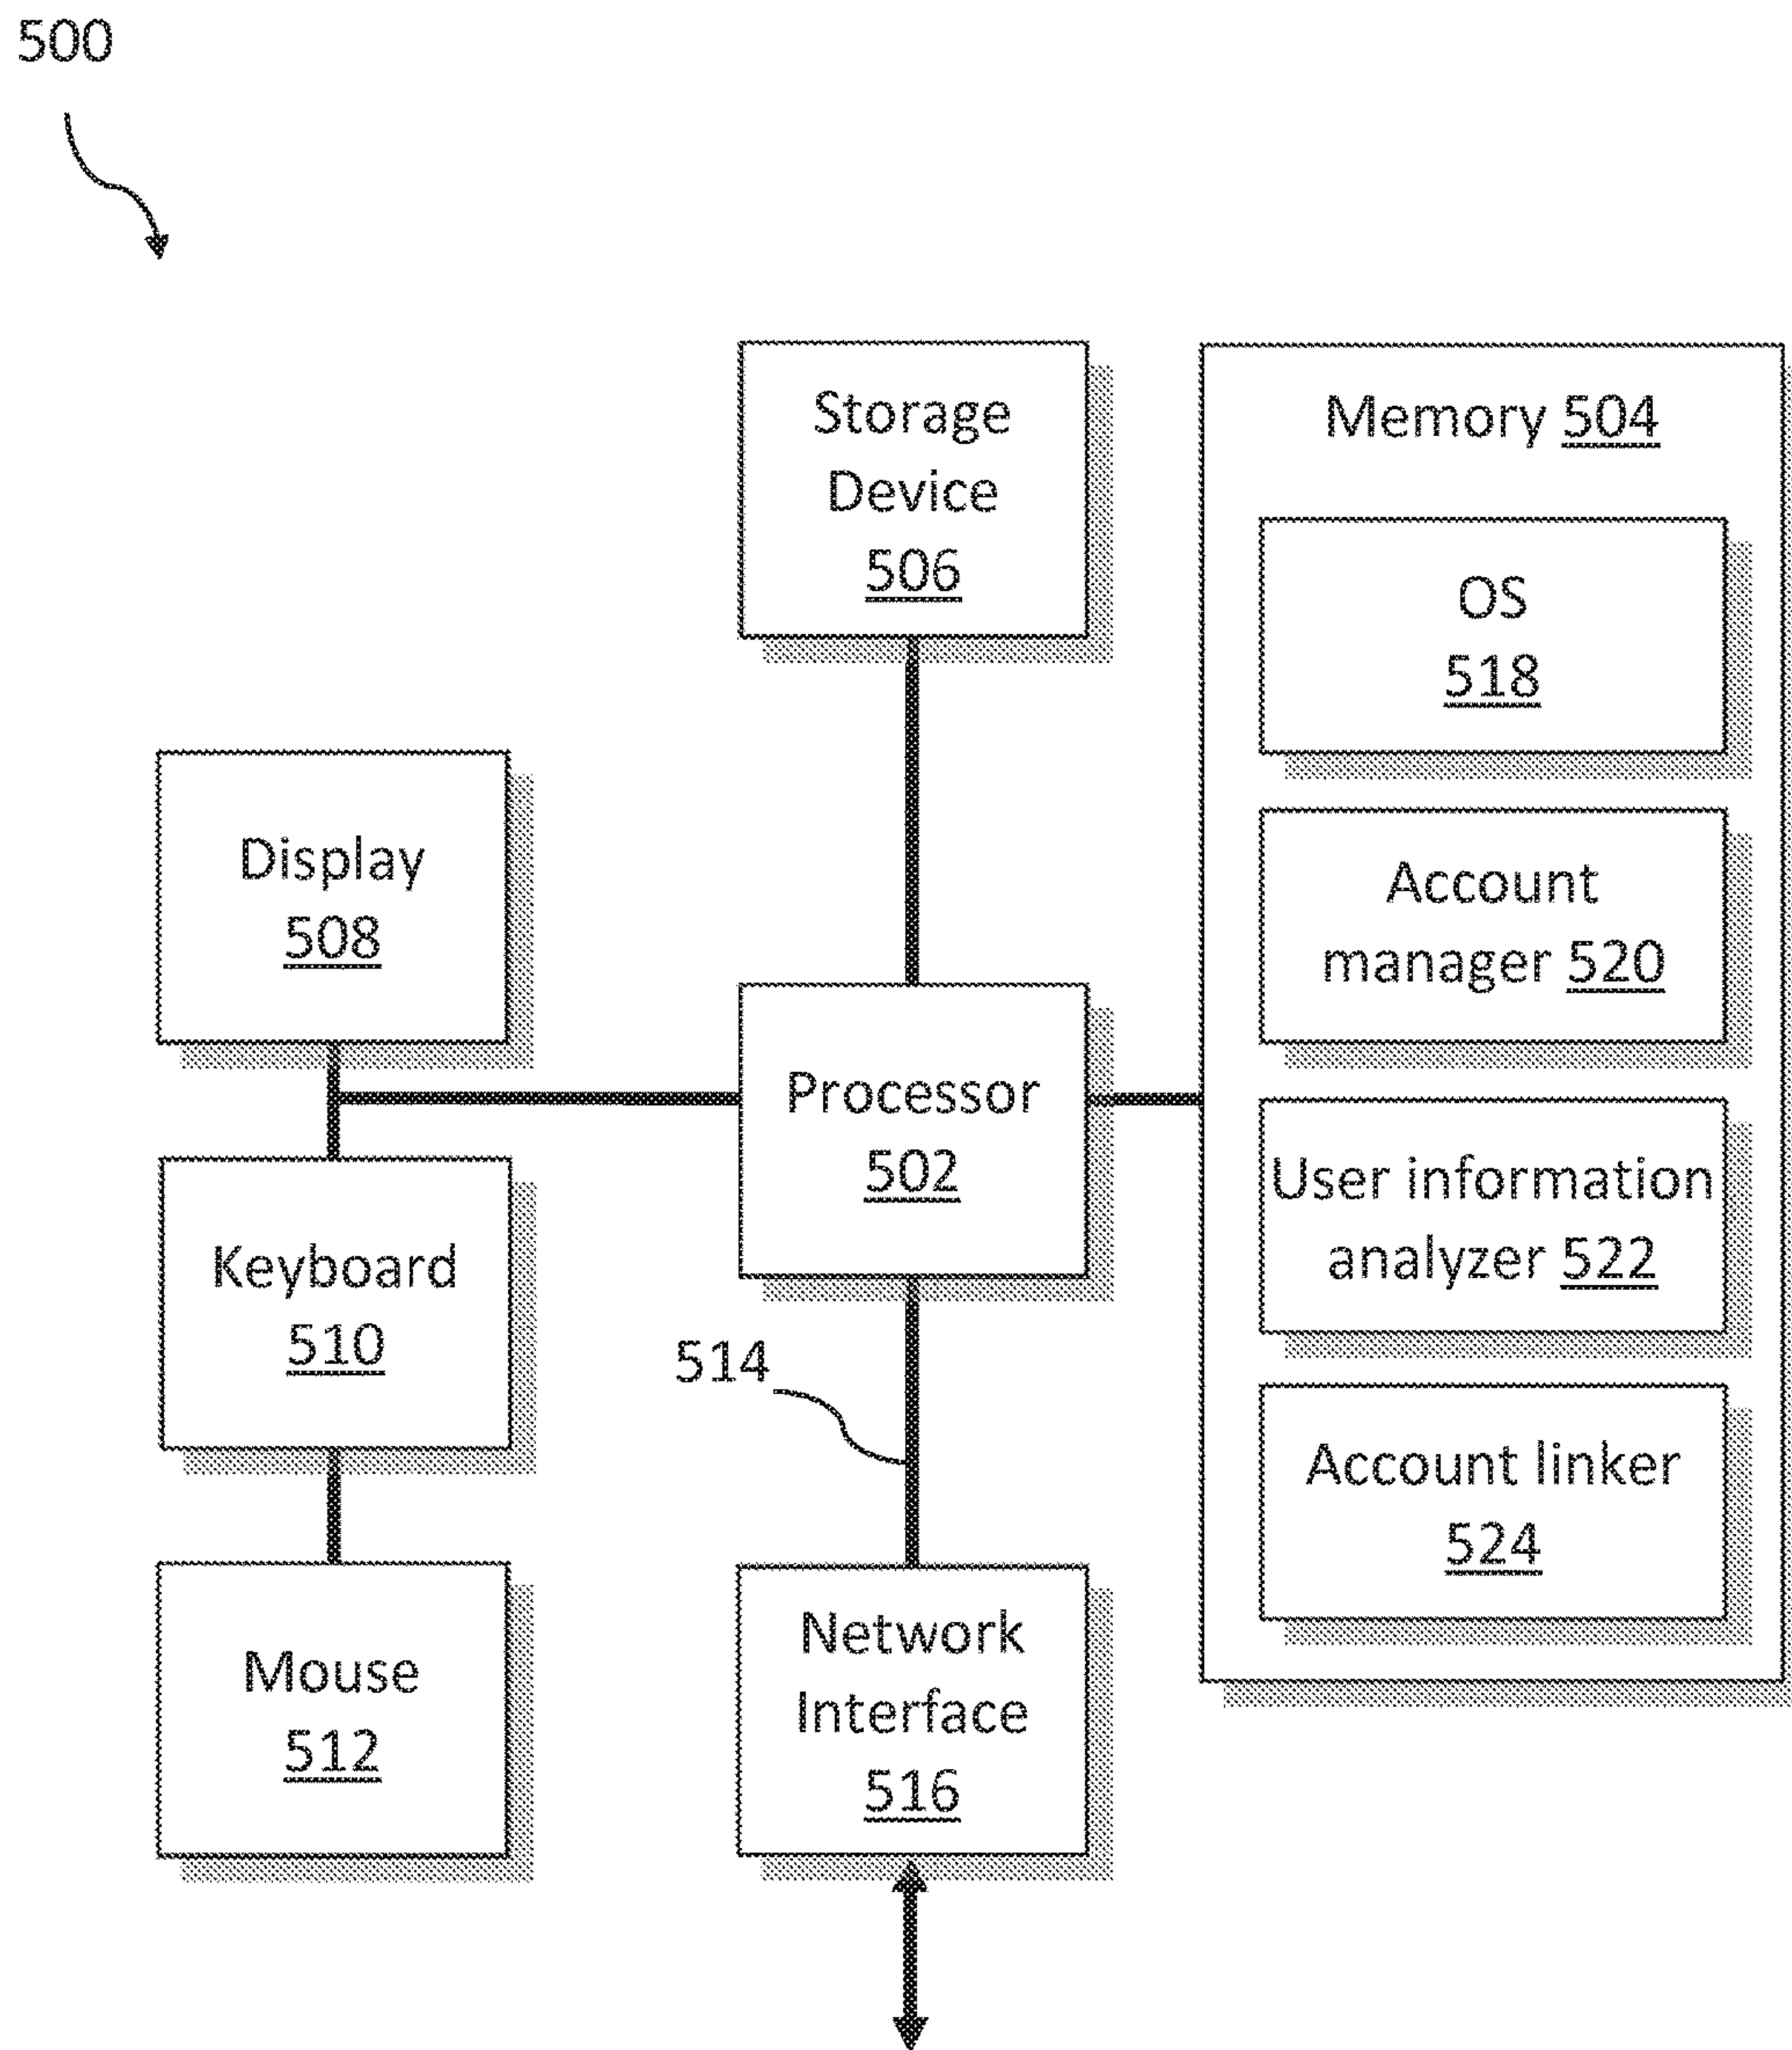 500
Storage
Device
506
Memory 504
OS
518
Display
508
Account
manager 520
Processor
502
User information
analyzer 522
Keyboard
510
514
Account linker
524
Mouse
512
Network
Interface
516